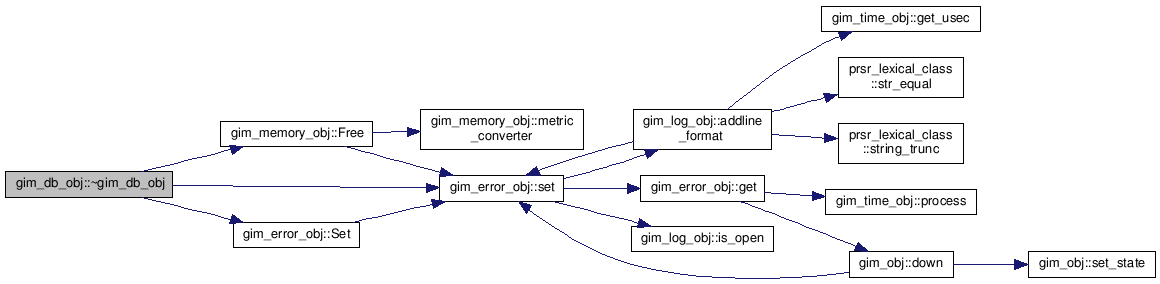 gim_time_obj::get_usec
prsr_lexical_class
::str_equal
gim_log_obj::addline
_format
gim_memory_obj::metric
_converter
gim_memory_obj::Free
prsr_lexical_class
::string_trunc
gim_db_obj::~gim_db_obj
gim_error_obj::set
gim_error_obj::get
gim_time_obj::process
gim_error_obj::Set
gim_log_obj::is_open
gim_obj::down
gim_obj::set_state